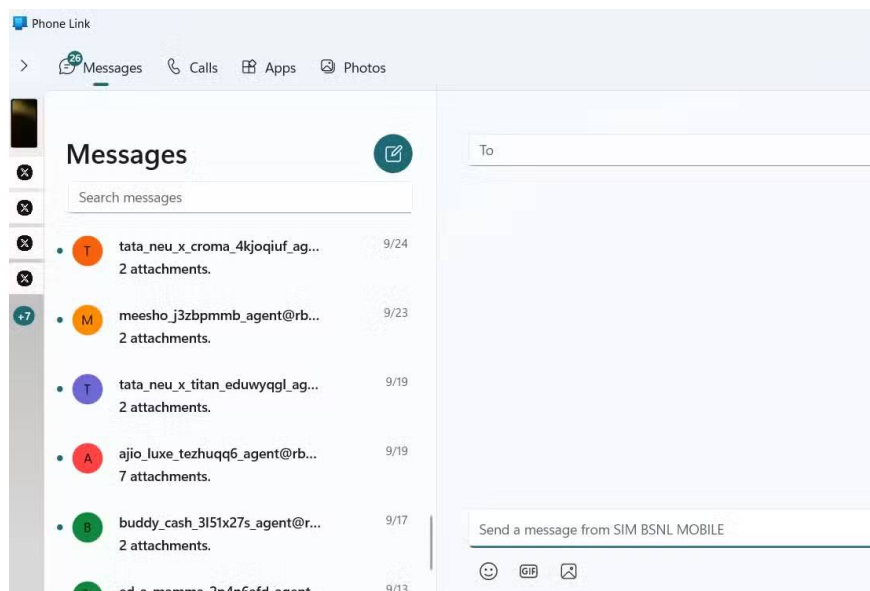 Phone Link
26
Messages
Calls
Apps
Photos
Messages
Search messages
tata_neu_x_croma_4kjoqiuf_ag...
9/24
2 attachments.
meesho_j3zbpmmb_agent@rb...
9/23
2 attachments.
tata_neu_x_titan_eduwyqgl_ag...
9/19
2 attachments.
ajio_luxe_tezhuqq6_agent@rb...
9/19
7 attachments.
buddy_cash_3l51x27s_agent@r...
9/17
2 attachments.
9/13
T
M
T
A
B
+7
To
Send a message from SIM BSNL MOBILE
GIF